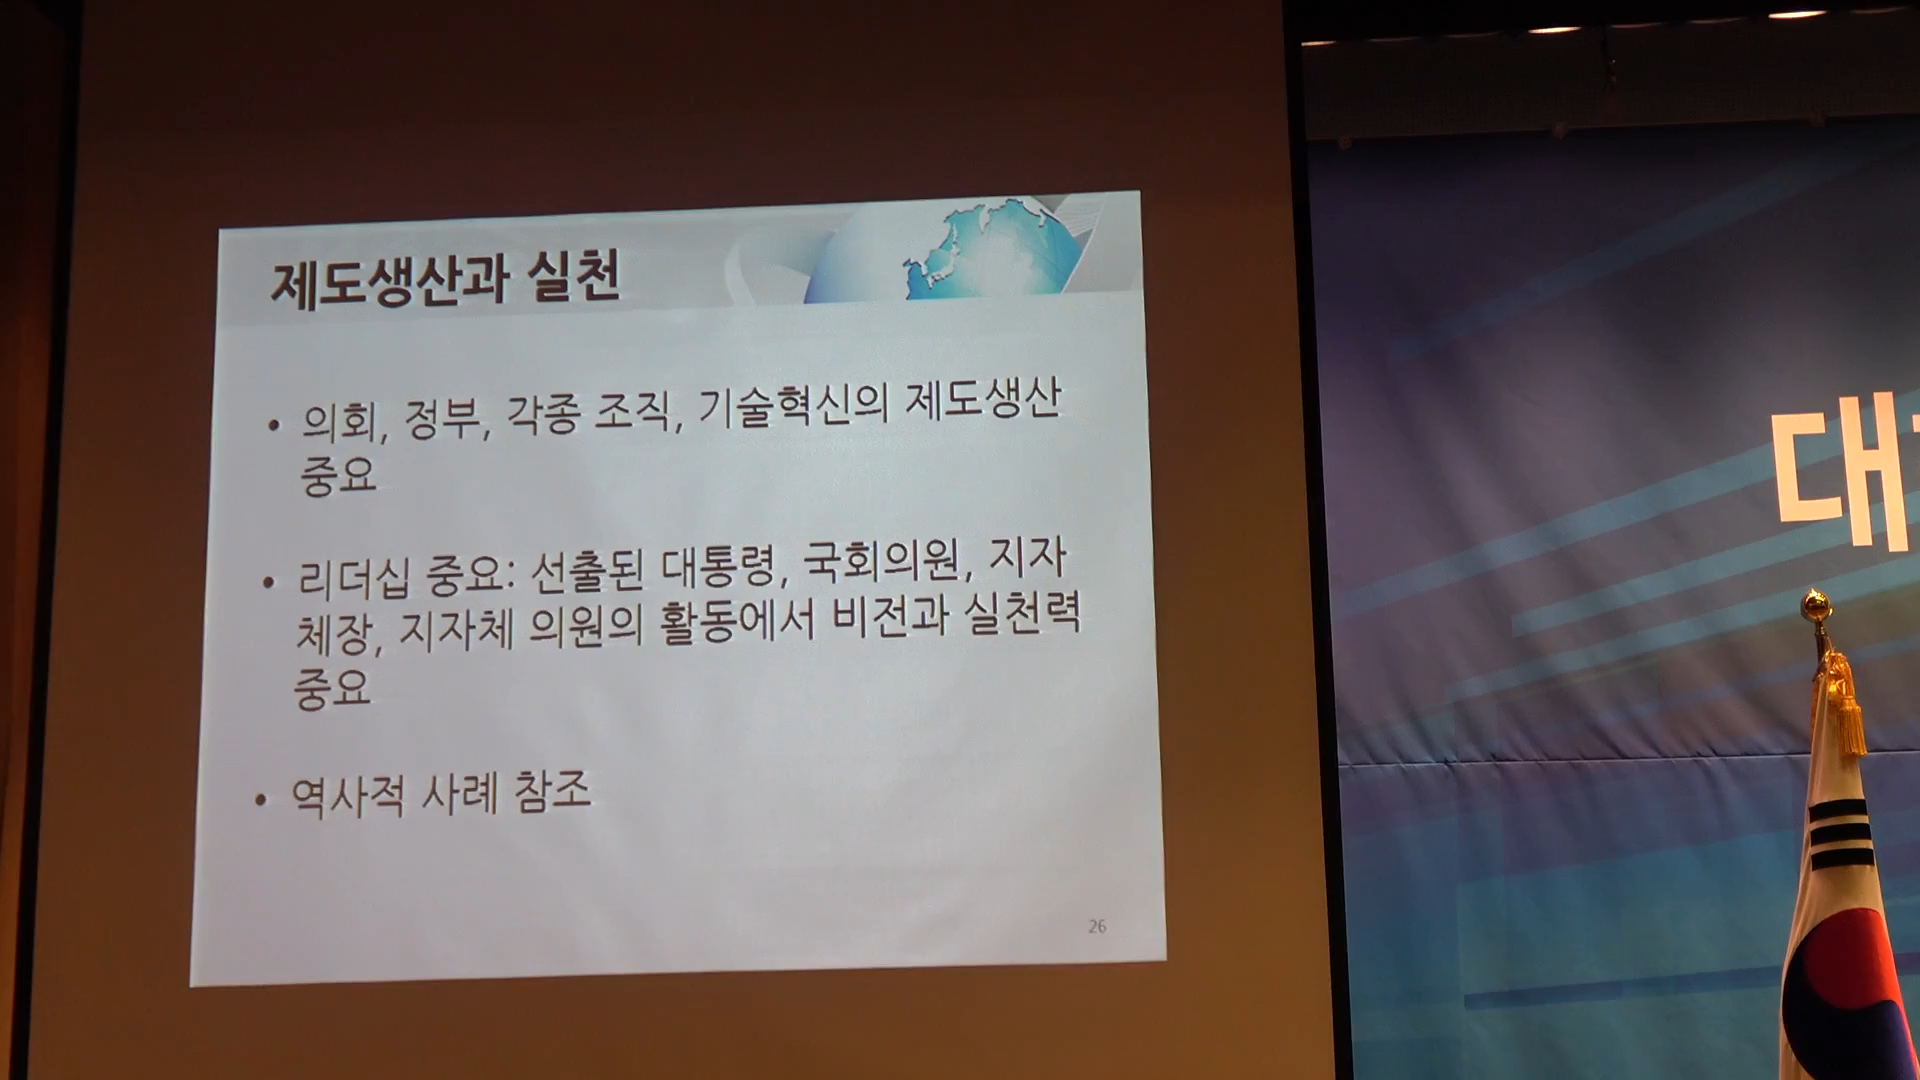 제도생산과 실천
• 의회, 정부, 각종 조직, 기술혁신의 제도생산
중요
• 리더십 중요: 선출된 대통령, 국회의원, 지자
체장, 지자체 의원의 활동에서 비전과 실천력
중요
• 역사적 사례 참조
26
대